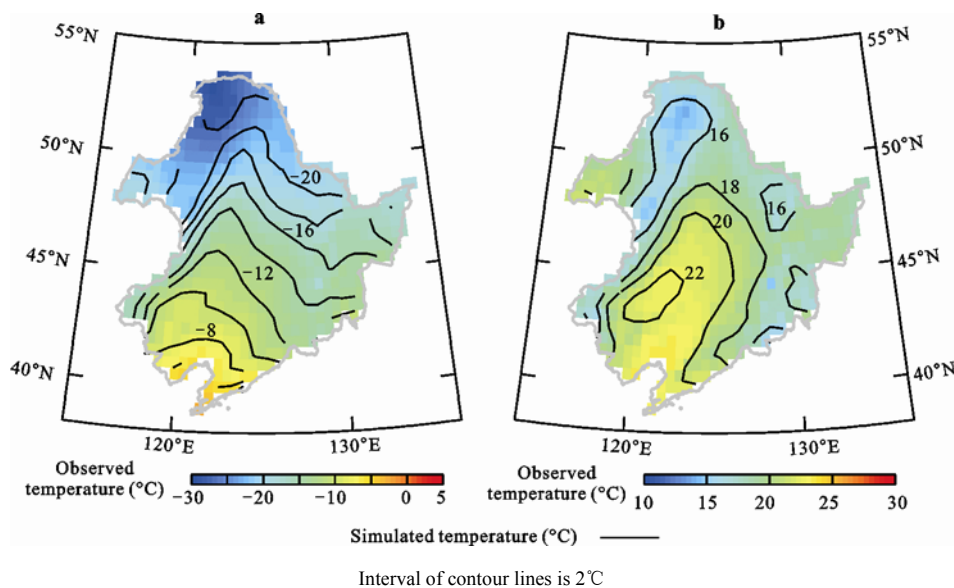 a
b
55°N
55°N
50°N
50°N
45°N
45°N
40°N
40°N
-20
-16
-12
-8
16
18
16
20
22
120°E
130°E
120°E
130°E
Observed temperature (°C)
-30 -20 -10 0 5
Observed temperature (°C)
10 15 20 25 30
Simulated temperature (°C)
Interval of contour lines is 2℃